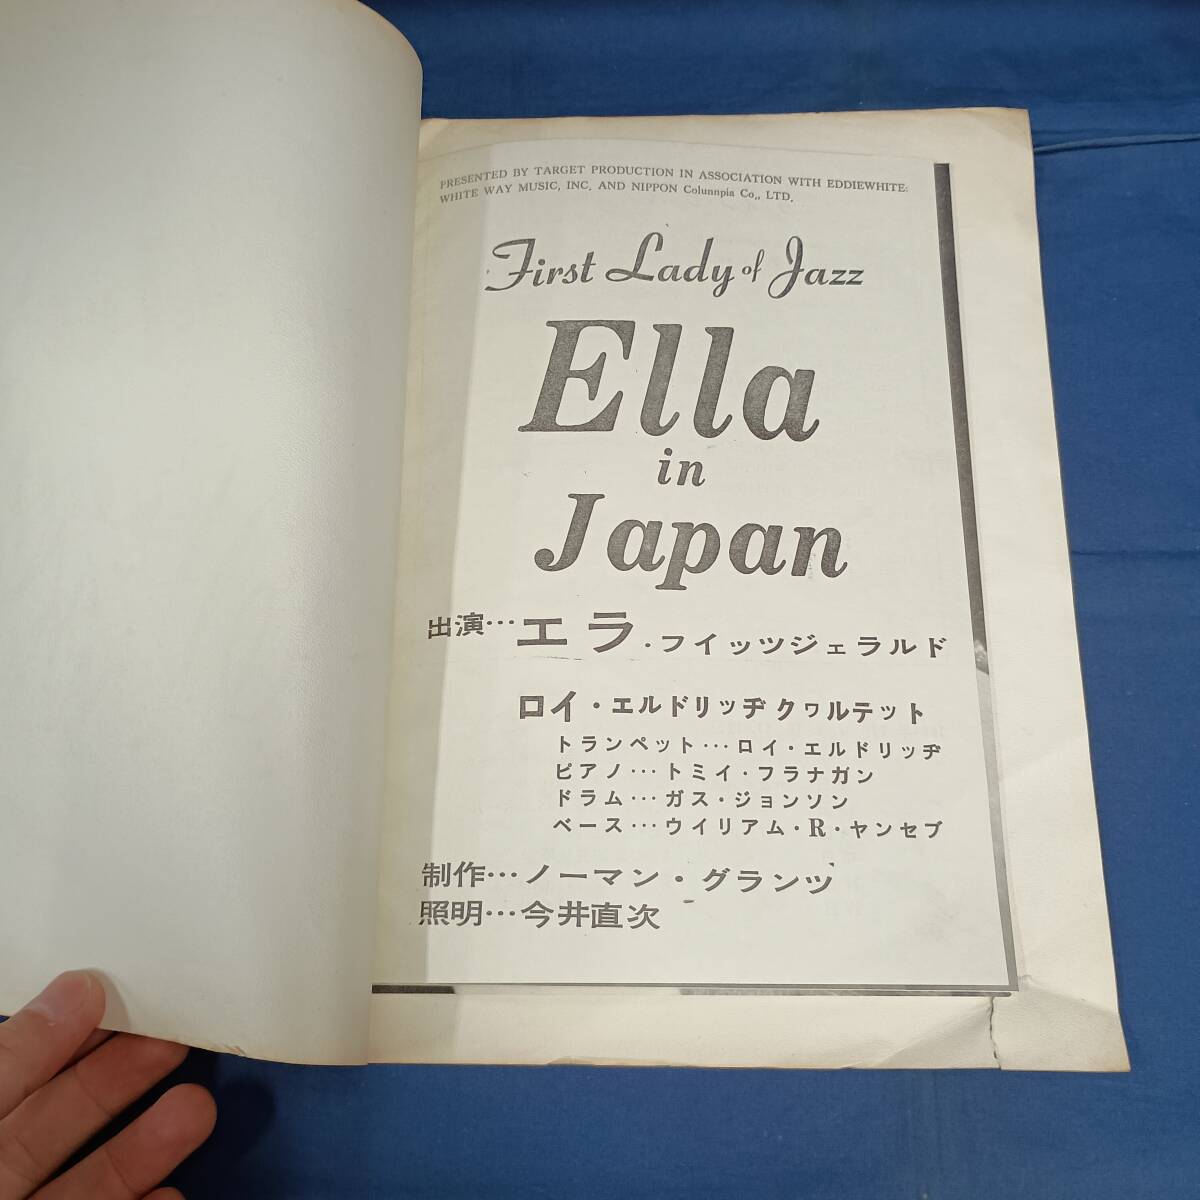 PRESENTED BY TARGET PRODUCTION IN ASSOCIATION WITH EDDIEWHITE:
WHITE WAY MUSIC, INC. AND NIPPON Colunnpia Co,, LTD.
First Lady of Jazz
Ella
in
Japan
出演…エラ・フイッツジェラルド
ロイ・エルドリッヂクヮルテット
トランペット…ロイ・エルドリッヂ
ピアノ…トミイ・フラナガン
ドラム…ガス・ジョンソン
ベース…ウイリアム・R・ヤンセブ
制作…ノーマン・グランツ
照明…今井直次